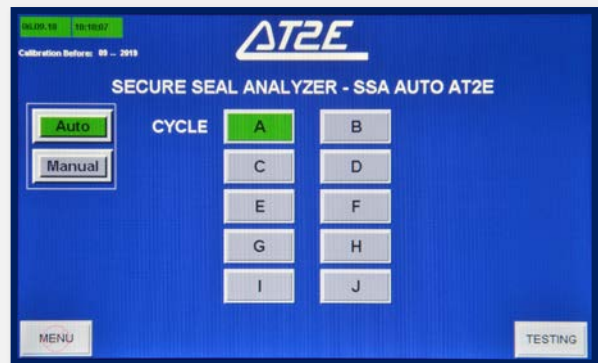 06.09.18 10:10:07
Calibration Before: 09 -- 2019
AT2E
SECURE SEAL ANALYZER - SSA AUTO AT2E
Auto CYCLE A B
Manual C D
E F
G H
I J
MENU TESTING